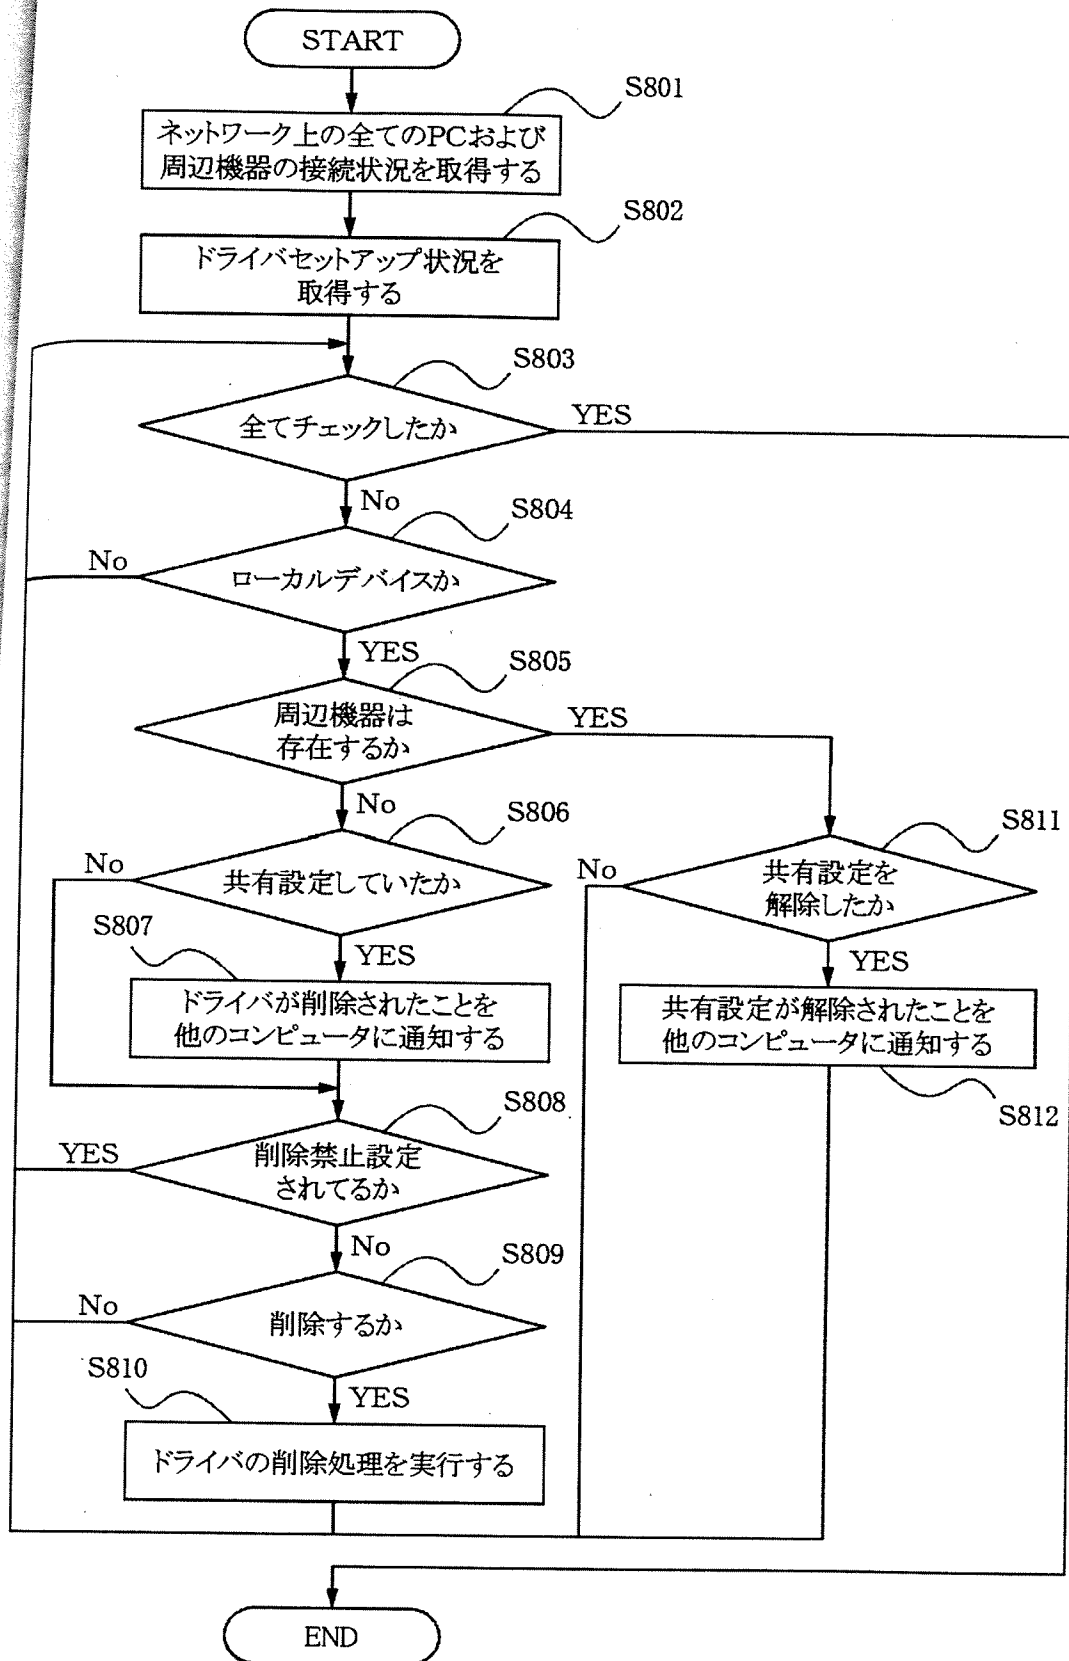 START
S801
ネットワーク上の全てのPCおよび
周辺機器の接続状況を取得する
S802
ドライバセットアップ状況を
取得する
S803
全てチェックしたか
YES
No
S804
No
ローカルデバイスか
YES
S805
周辺機器は
存在するか
YES
No
S806
No
共有設定していたか
S811
No
共有設定を
解除したか
S807
YES
YES
ドライバが削除されたことを
他のコンピュータに通知する
共有設定が解除されたことを
他のコンピュータに通知する
S808
S812
YES
削除禁止設定
されてるか
No
S809
No
削除するか
S810
YES
ドライバの削除処理を実行する
END